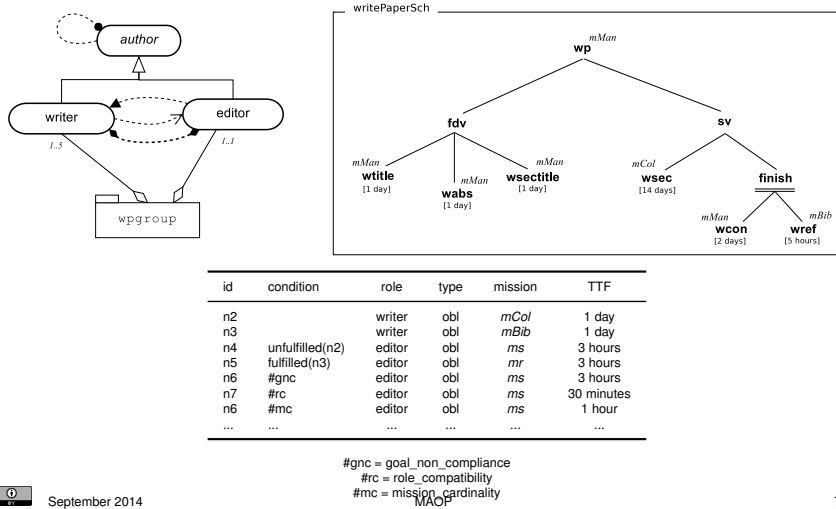 writePaperSch
author
writer
editor
1..5
1..1
wpgroup
mMan
wp
fdv
sv
mMan
wtitle
[1 day]
mMan
wabs
[1 day]
mMan
wsectitle
[1 day]
mCol
wsec
[14 days]
finish
mMan
wcon
[2 days]
mBib
wref
[5 hours]
id condition role type mission TTF
n2 writer obl mCol 1 day
n3 writer obl mBib 1 day
n4 unfulfilled(n2) editor obl ms 3 hours
n5 fulfilled(n3) editor obl mr 3 hours
n6 #gnc editor obl ms 3 hours
n7 #rc editor obl ms 30 minutes
n6 #mc editor obl ms 1 hour
... ... ... ... ... ...
#gnc = goal_non_compliance
#rc = role_compatibility
#mc = mission_cardinality
BY
September 2014 MAOP